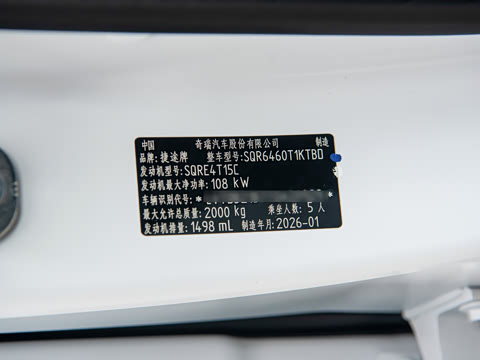 中国 奇瑞汽车股份有限公司 制造
品牌:捷途牌 整车型号:SQR6460T1KTBD
发动机型号:SQRE4T15C
发动机最大净功率:108 kW
车辆识别代号:*
最大允许总质量:2000 kg 乘坐人数:5人
发动机排量:1498 mL 制造年月:2026-01